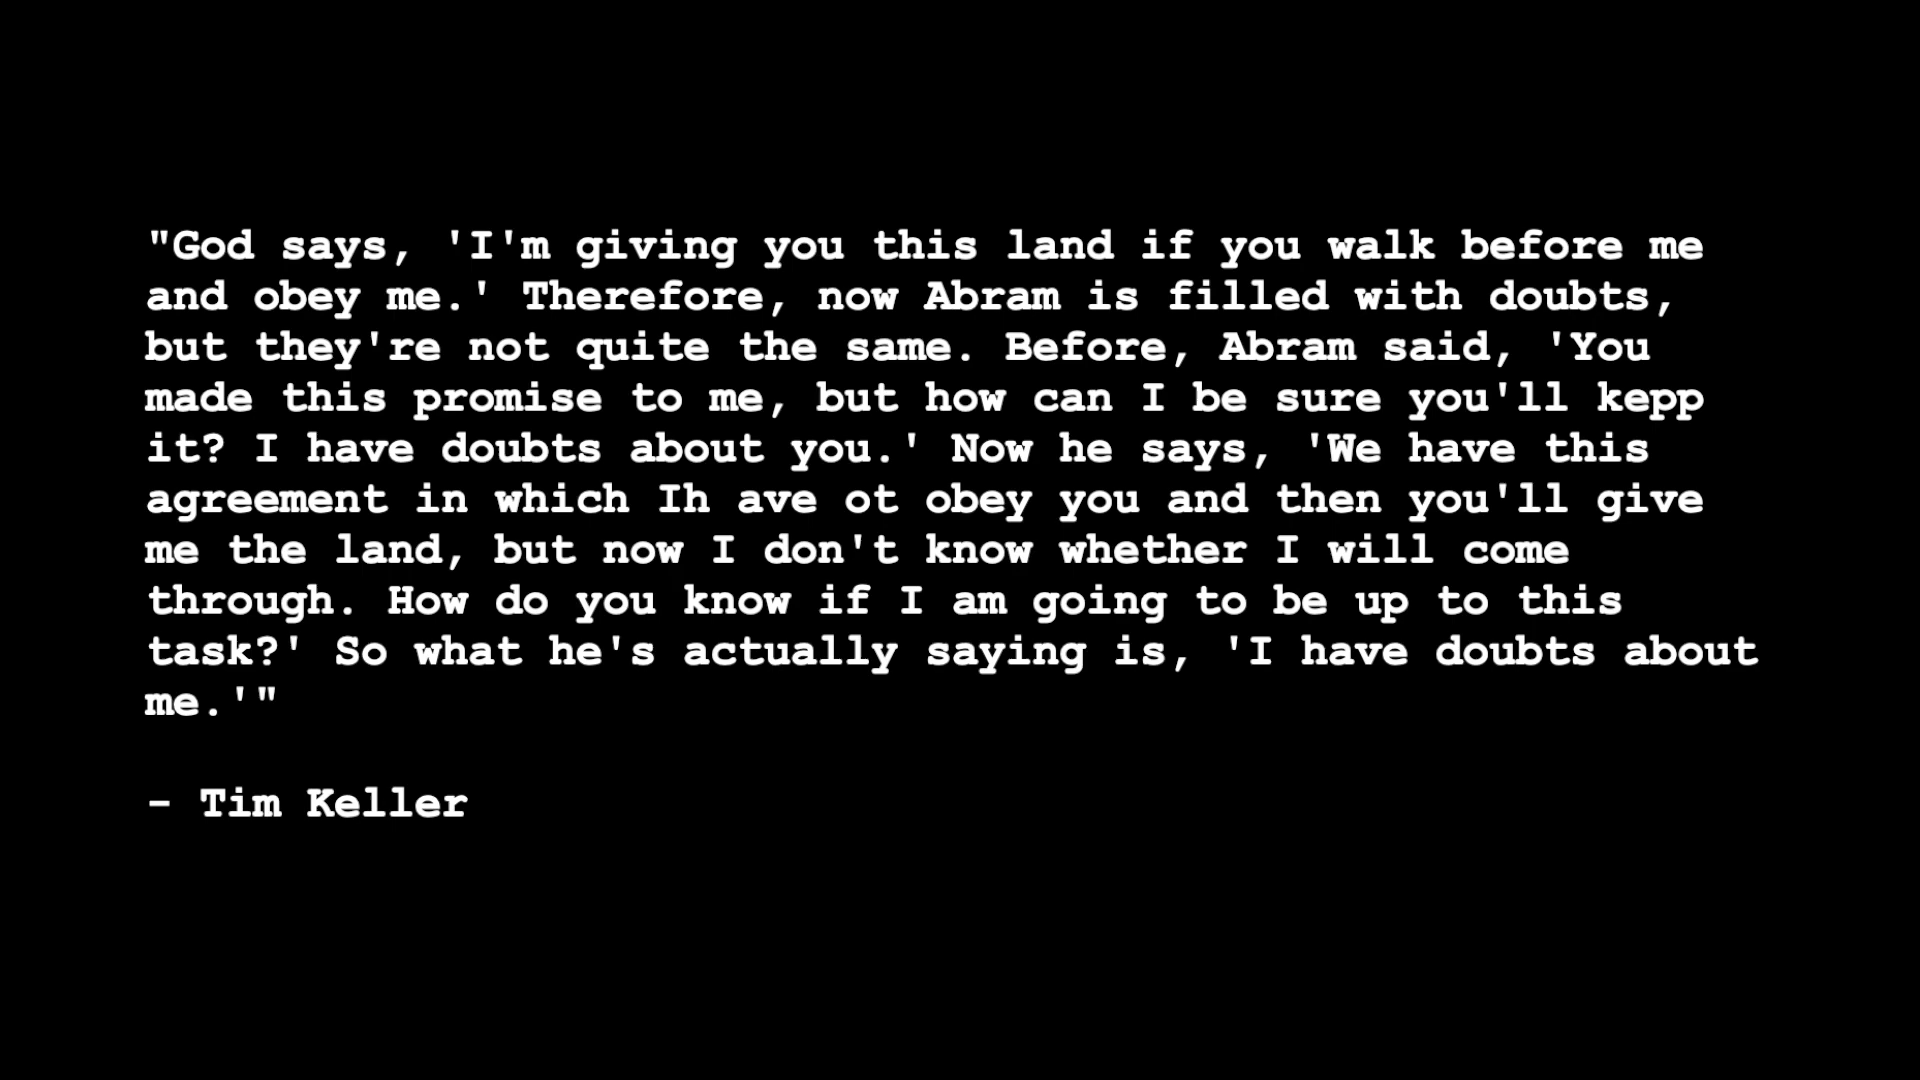 "God says, 'I'm giving you this land if you walk before me
and obey me.' Therefore, now Abram is filled with doubts,
but they're not quite the same. Before, Abram said, 'You
made this promise to me, but how can I be sure you'll kepp
it? I have doubts about you.' Now he says, 'We have this
agreement in which Ih ave ot obey you and then you'll give
me the land, but now I don't know whether I will come
through. How do you know if I am going to be up to this
task?' So what he's actually saying is, 'I have doubts about
me.'"
- Tim Keller